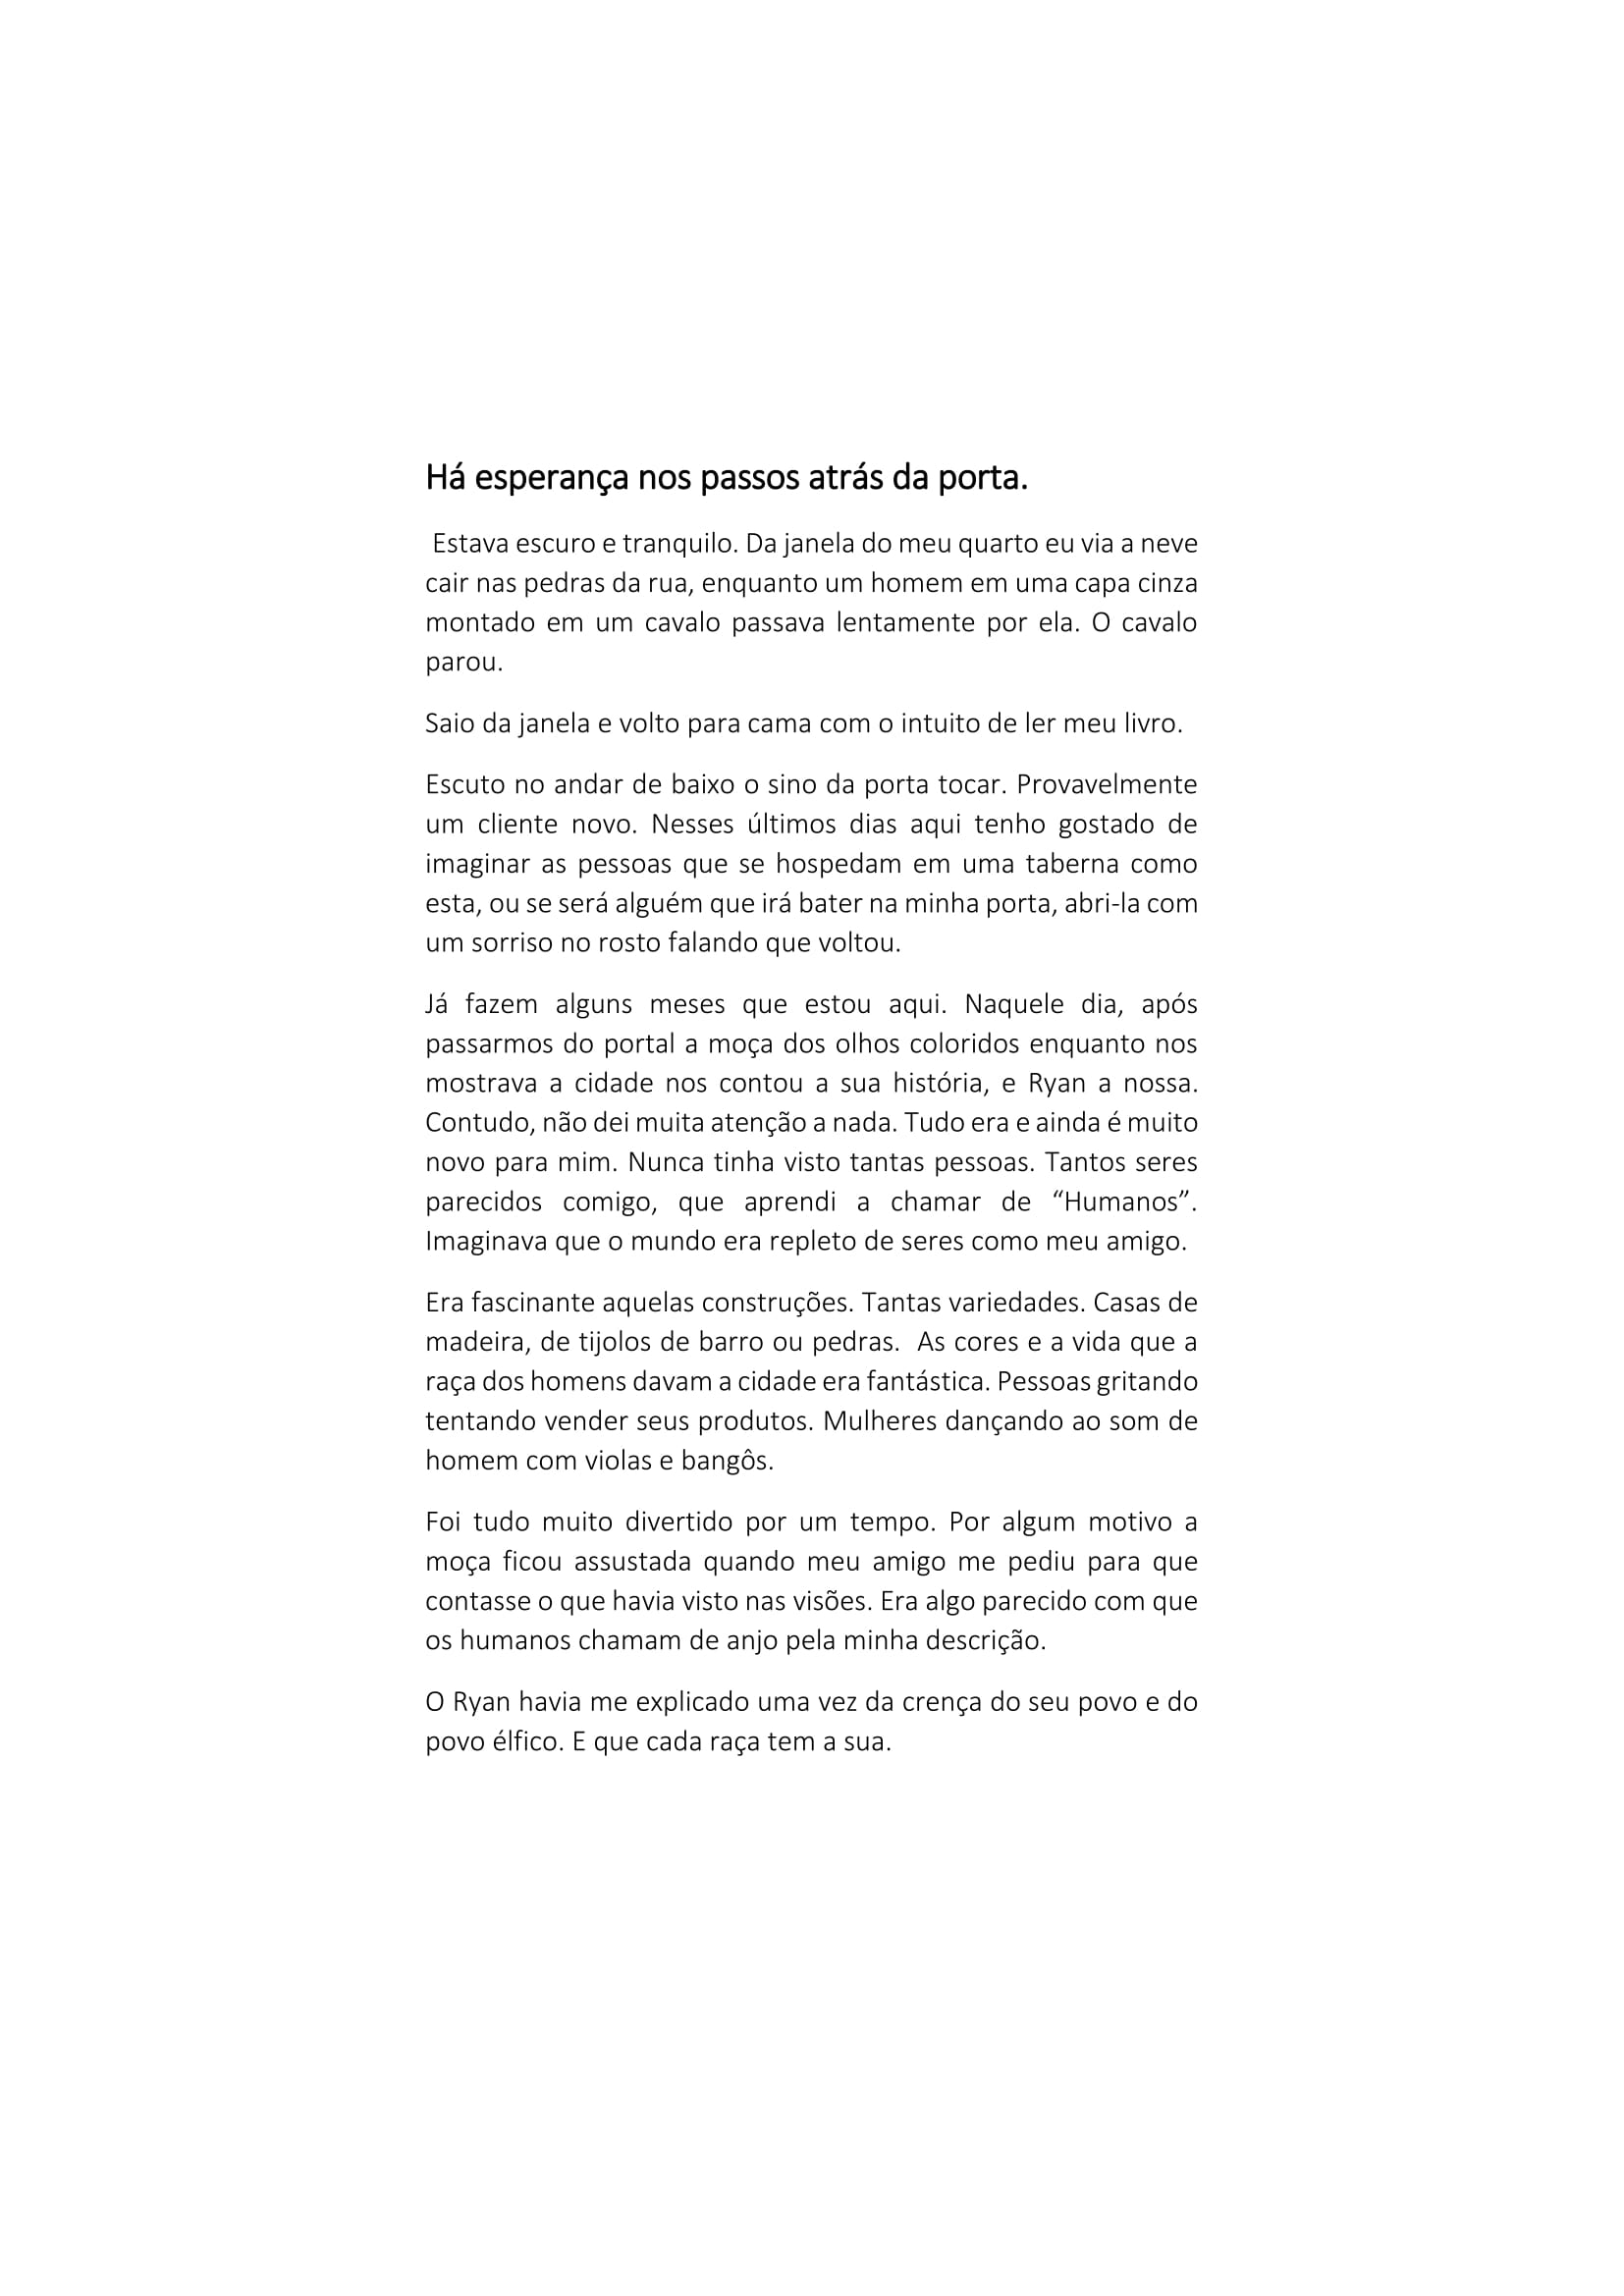 Há esperança nos passos atrás da porta.
Estava escuro e tranquilo. Da janela do meu quarto eu via a neve
cair nas pedras da rua, enquanto um homem em uma capa cinza
montado em um cavalo passava lentamente por ela. O cavalo
parou.
Saio da janela e volto para cama com o intuito de ler meu livro.
Escuto no andar de baixo o sino da porta tocar. Provavelmente
um cliente novo. Nesses últimos dias aqui tenho gostado de
imaginar as pessoas que se hospedam em uma taberna como
esta, ou se será alguém que irá bater na minha porta, abri-la com
um sorriso no rosto falando que voltou.
Já fazem alguns meses que estou aqui. Naquele dia, após
passarmos do portal a moça dos olhos coloridos enquanto nos
mostrava a cidade nos contou a sua história, e Ryan a nossa.
Contudo, não dei muita atenção a nada. Tudo era e ainda é muito
novo para mim. Nunca tinha visto tantas pessoas. Tantos seres
parecidos comigo, que aprendi a chamar de “Humanos”.
Imaginava que o mundo era repleto de seres como meu amigo.
Era fascinante aquelas construções. Tantas variedades. Casas de
madeira, de tijolos de barro ou pedras.  As cores e a vida que a
raça dos homens davam a cidade era fantástica. Pessoas gritando
tentando vender seus produtos. Mulheres dançando ao som de
homem com violas e bangôs.
Foi tudo muito divertido por um tempo. Por algum motivo a
moça ficou assustada quando meu amigo me pediu para que
contasse o que havia visto nas visões. Era algo parecido com que
os humanos chamam de anjo pela minha descrição.
O Ryan havia me explicado uma vez da crença do seu povo e do
povo élfico. E que cada raça tem a sua.